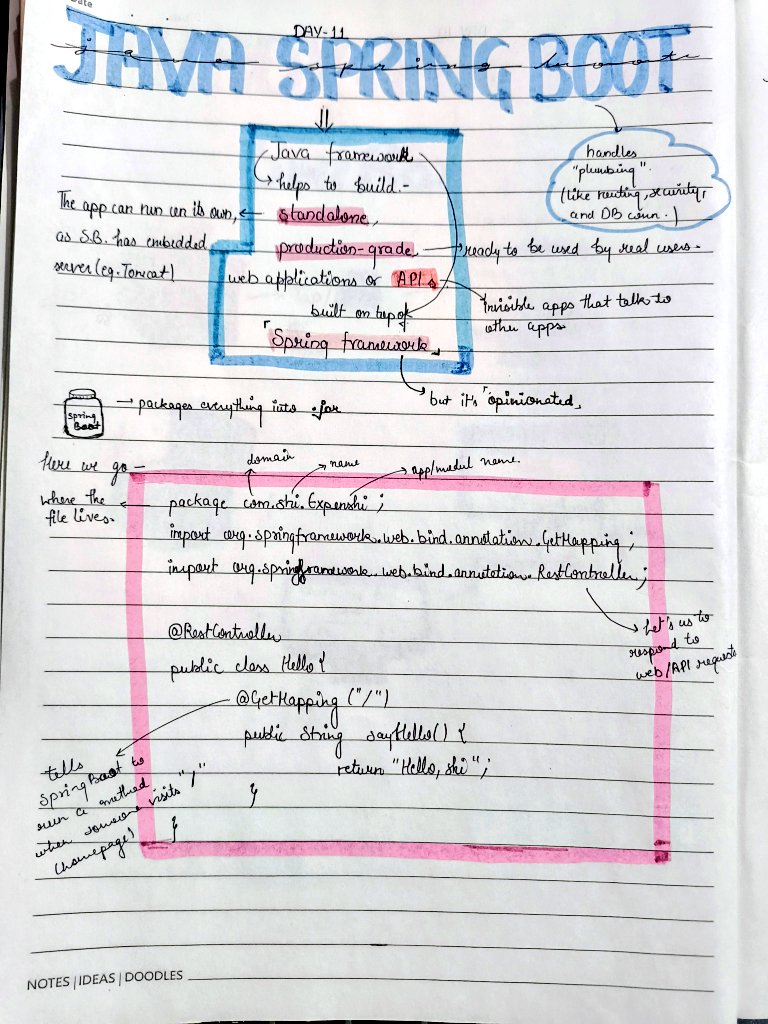 Date
DAY-11
JAVA SPRING BOOT
java spring boot
Java framework
helps to build -
standalone,
production-grade
web applications or API.
built on top of
"Spring framework"
handles
"plumbing".
(like routing, security,
and DB conn.)
The app can run on its own,
as S.B. has embedded
server (eg. Tomcat)
ready to be used by real users.
Invisible apps that talk to
other apps
but it's "opinionated"
spring
Boot
→ packages everything into .jar
Here we go -
domain
name
app/modul name.
where the
file lives.
package com.shi.Expenshi ;
import org.springframework.web.bind.annotation.GetMapping ;
import org.springframework.web.bind.annotation.RestController ;
Let's us to
respond to
web/API requests
@RestController
public class Hello {
@GetMapping ("/")
public String sayHello() {
return "Hello, shi" ;
}
}
tells
Spring Boot to
run a method
when someone visits "/"
(homepage)
NOTES | IDEAS | DOODLES